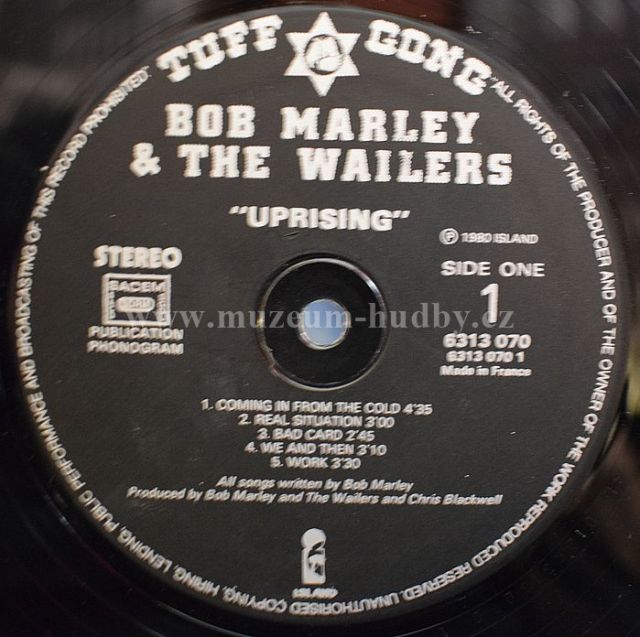 TUFF GONG
BOB MARLEY
& THE WAILERS
"UPRISING"
STEREO
SACEM
PUBLICATION
PHONOGRAM
℗ 1980 ISLAND
SIDE ONE
1
6313 070
6313 070 1
Made in France
www.muzeum-hudby.cz
1. COMING IN FROM THE COLD 4'35
2. REAL SITUATION 3'00
3. BAD CARD 2'45
4. WE AND THEN 3'10
5. WORK 3'30
All songs written by Bob Marley
Produced by Bob Marley and The Wailers and Chris Blackwell
ALL RIGHTS OF THE PRODUCER AND OF THE OWNER OF THE WORK REPRODUCED RESERVED. UNAUTHORISED COPYING, HIRING, LENDING, PUBLIC PERFORMANCE AND BROADCASTING OF THIS RECORD PROHIBITED